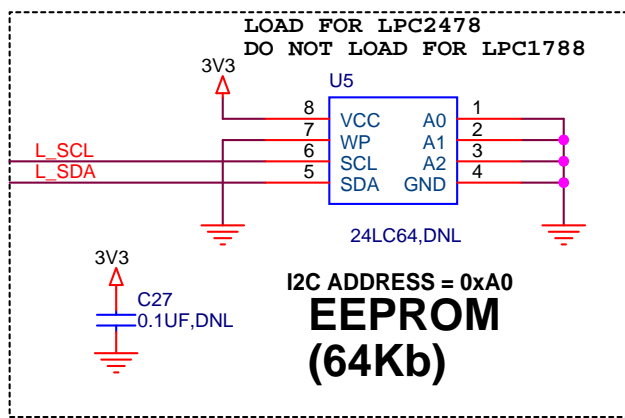 LOAD FOR LPC2478
DO NOT LOAD FOR LPC1788
3V3
U5
8 VCC A0 1
7 WP A1 2
6 SCL A2 3
5 SDA GND 4
L_SCL
L_SDA
24LC64,DNL
3V3
I2C ADDRESS = 0xA0
C27
0.1UF,DNL
EEPROM
(64Kb)